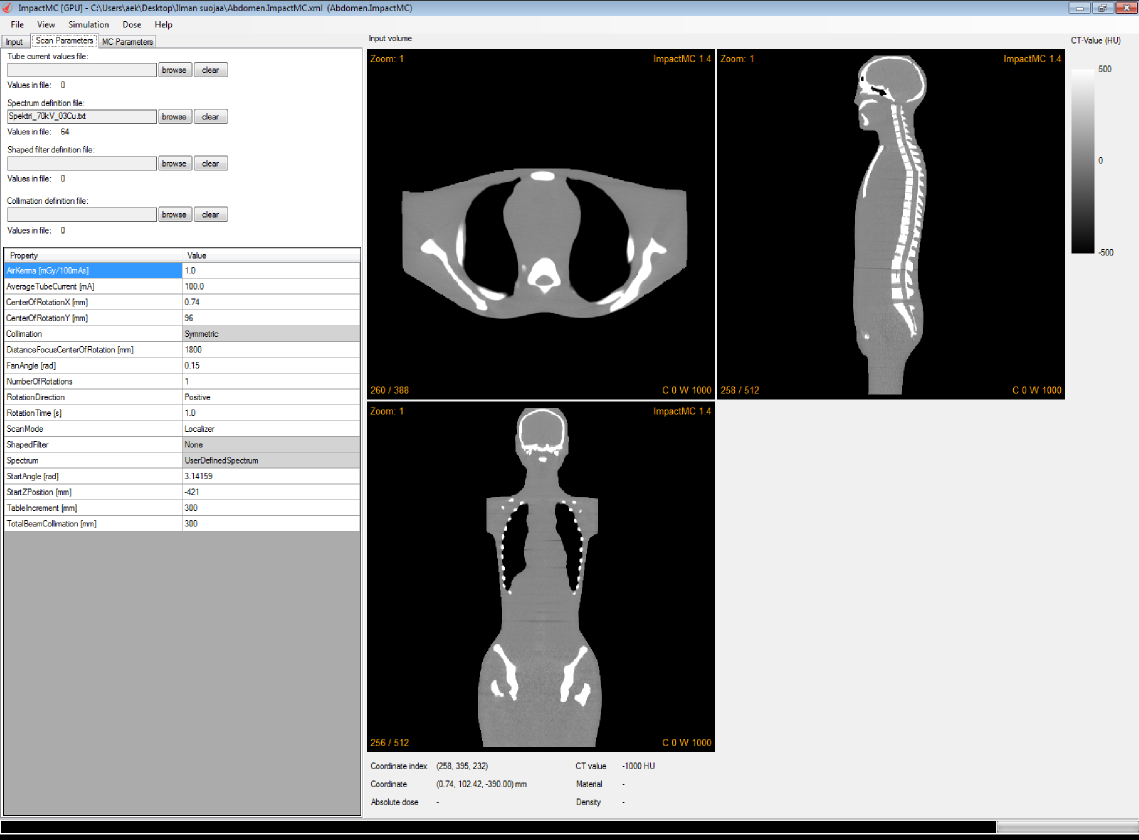 ImpactMC [GPU] - C:\Users\aek\Desktop\Ilman suojaa\Abdomen.ImpactMC.xml (Abdomen.ImpactMC)
File View Simulation Dose Help
Input Scan Parameters MC Parameters
Tube current values file:
browse clear
Values in file: 0
Spectrum definition file:
Spektri_70kV_03Cu.txt browse clear
Values in file: 64
Shaped filter definition file:
browse clear
Values in file: 0
Collimation definition file:
browse clear
Values in file: 0
Property Value
AirKerma [mGy/100mAs] 1.0
AverageTubeCurrent [mA] 100.0
CenterOfRotationX [mm] 0.74
CenterOfRotationY [mm] 96
Collimation Symmetric
DistanceFocusCenterOfRotation [mm] 1800
FanAngle [rad] 0.15
NumberOfRotations 1
RotationDirection Positive
RotationTime [s] 1.0
ScanMode Localizer
ShapedFilter None
Spectrum UserDefinedSpectrum
StartAngle [rad] 3.14159
StartZPosition [mm] -421
TableIncrement [mm] 300
TotalBeamCollimation [mm] 300
Input volume
Zoom: 1 ImpactMC 1.4
260 / 388 C 0 W 1000
Zoom: 1 ImpactMC 1.4
258 / 512 C 0 W 1000
Zoom: 1 ImpactMC 1.4
256 / 512 C 0 W 1000
CT-Value (HU)
500
0
-500
Coordinate index (258, 395, 232) CT value -1000 HU
Coordinate (0.74, 102.42, -390.00) mm Material -
Absolute dose - Density -